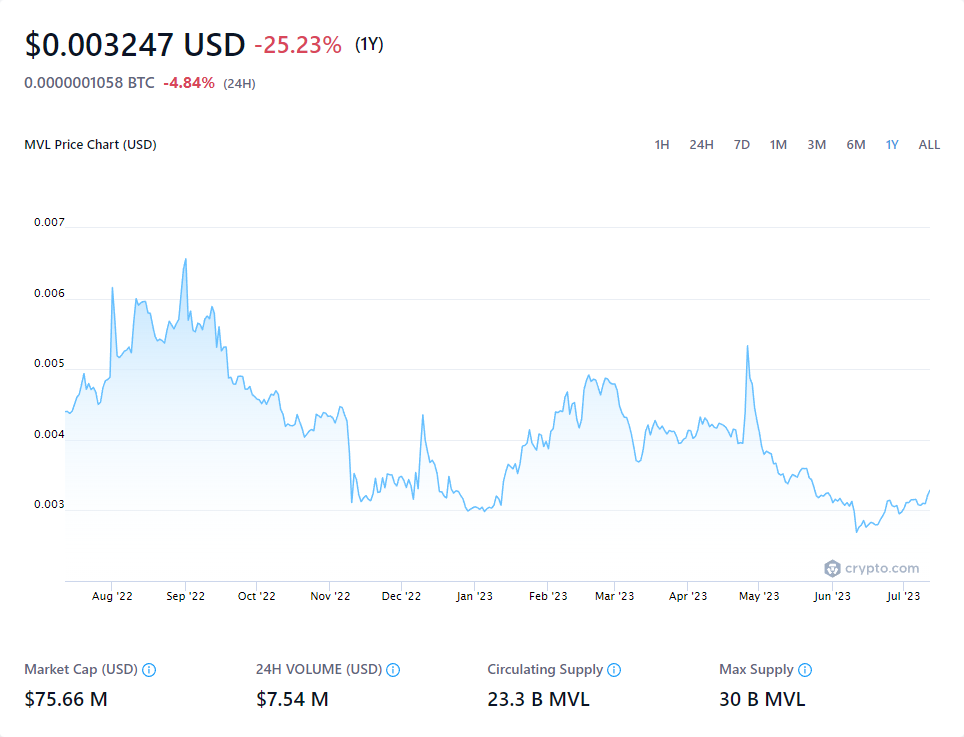 $0.003247 USD -25.23% (1Y)
0.0000001058 BTC -4.84% (24H)
MVL Price Chart (USD) 1H 24H 7D 1M 3M 6M 1Y ALL
0.007
0.006
0.005
0.004
0.003
crypto.com
Aug '22 Sep '22 Oct '22 Nov '22 Dec '22 Jan '23 Feb '23 Mar '23 Apr '23 May '23 Jun '23 Jul '23
Market Cap (USD) 24H VOLUME (USD) Circulating Supply Max Supply
$75.66 M $7.54 M 23.3 B MVL 30 B MVL